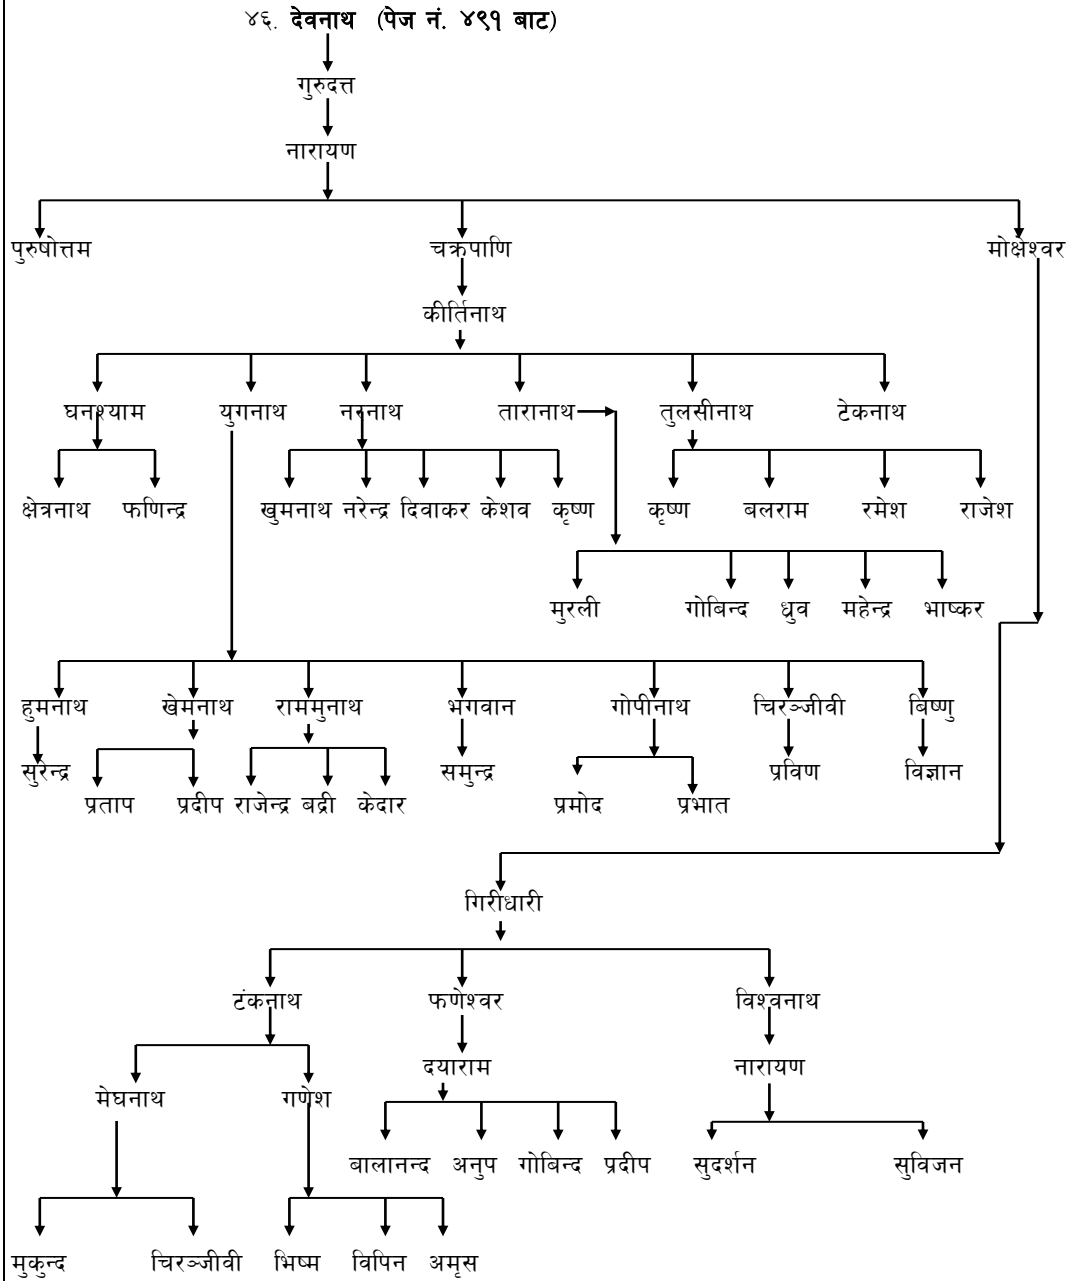 ४६. देवनाथ (पेज नं. ४९१ बाट)
गुरुदत्त
नारायण
पुरुषोत्तम चक्रपाणि मोक्षेश्वर
कीर्तिनाथ
घनश्याम युगनाथ नरनाथ तारानाथ तुलसीनाथ टेकनाथ
क्षेत्रनाथ फणिन्द्र खुमनाथ नरेन्द्र दिवाकर केशव कृष्ण कृष्ण बलराम रमेश राजेश
मुरली गोबिन्द ध्रुव महेन्द्र भाष्कर
हुमनाथ खेमनाथ राममुनाथ भगवान गोपीनाथ चिरञ्जीवी बिष्णु
सुरेन्द्र समुन्द्र प्रविण विज्ञान
प्रताप प्रदीप राजेन्द्र बद्री केदार प्रमोद प्रभात
गिरीधारी
टंकनाथ फणेश्वर विश्वनाथ
दयाराम नारायण
मेघनाथ गणेश
बालानन्द अनुप गोबिन्द प्रदीप सुदर्शन सुविजन
मुकुन्द चिरञ्जीवी भिष्म विपिन अमृस